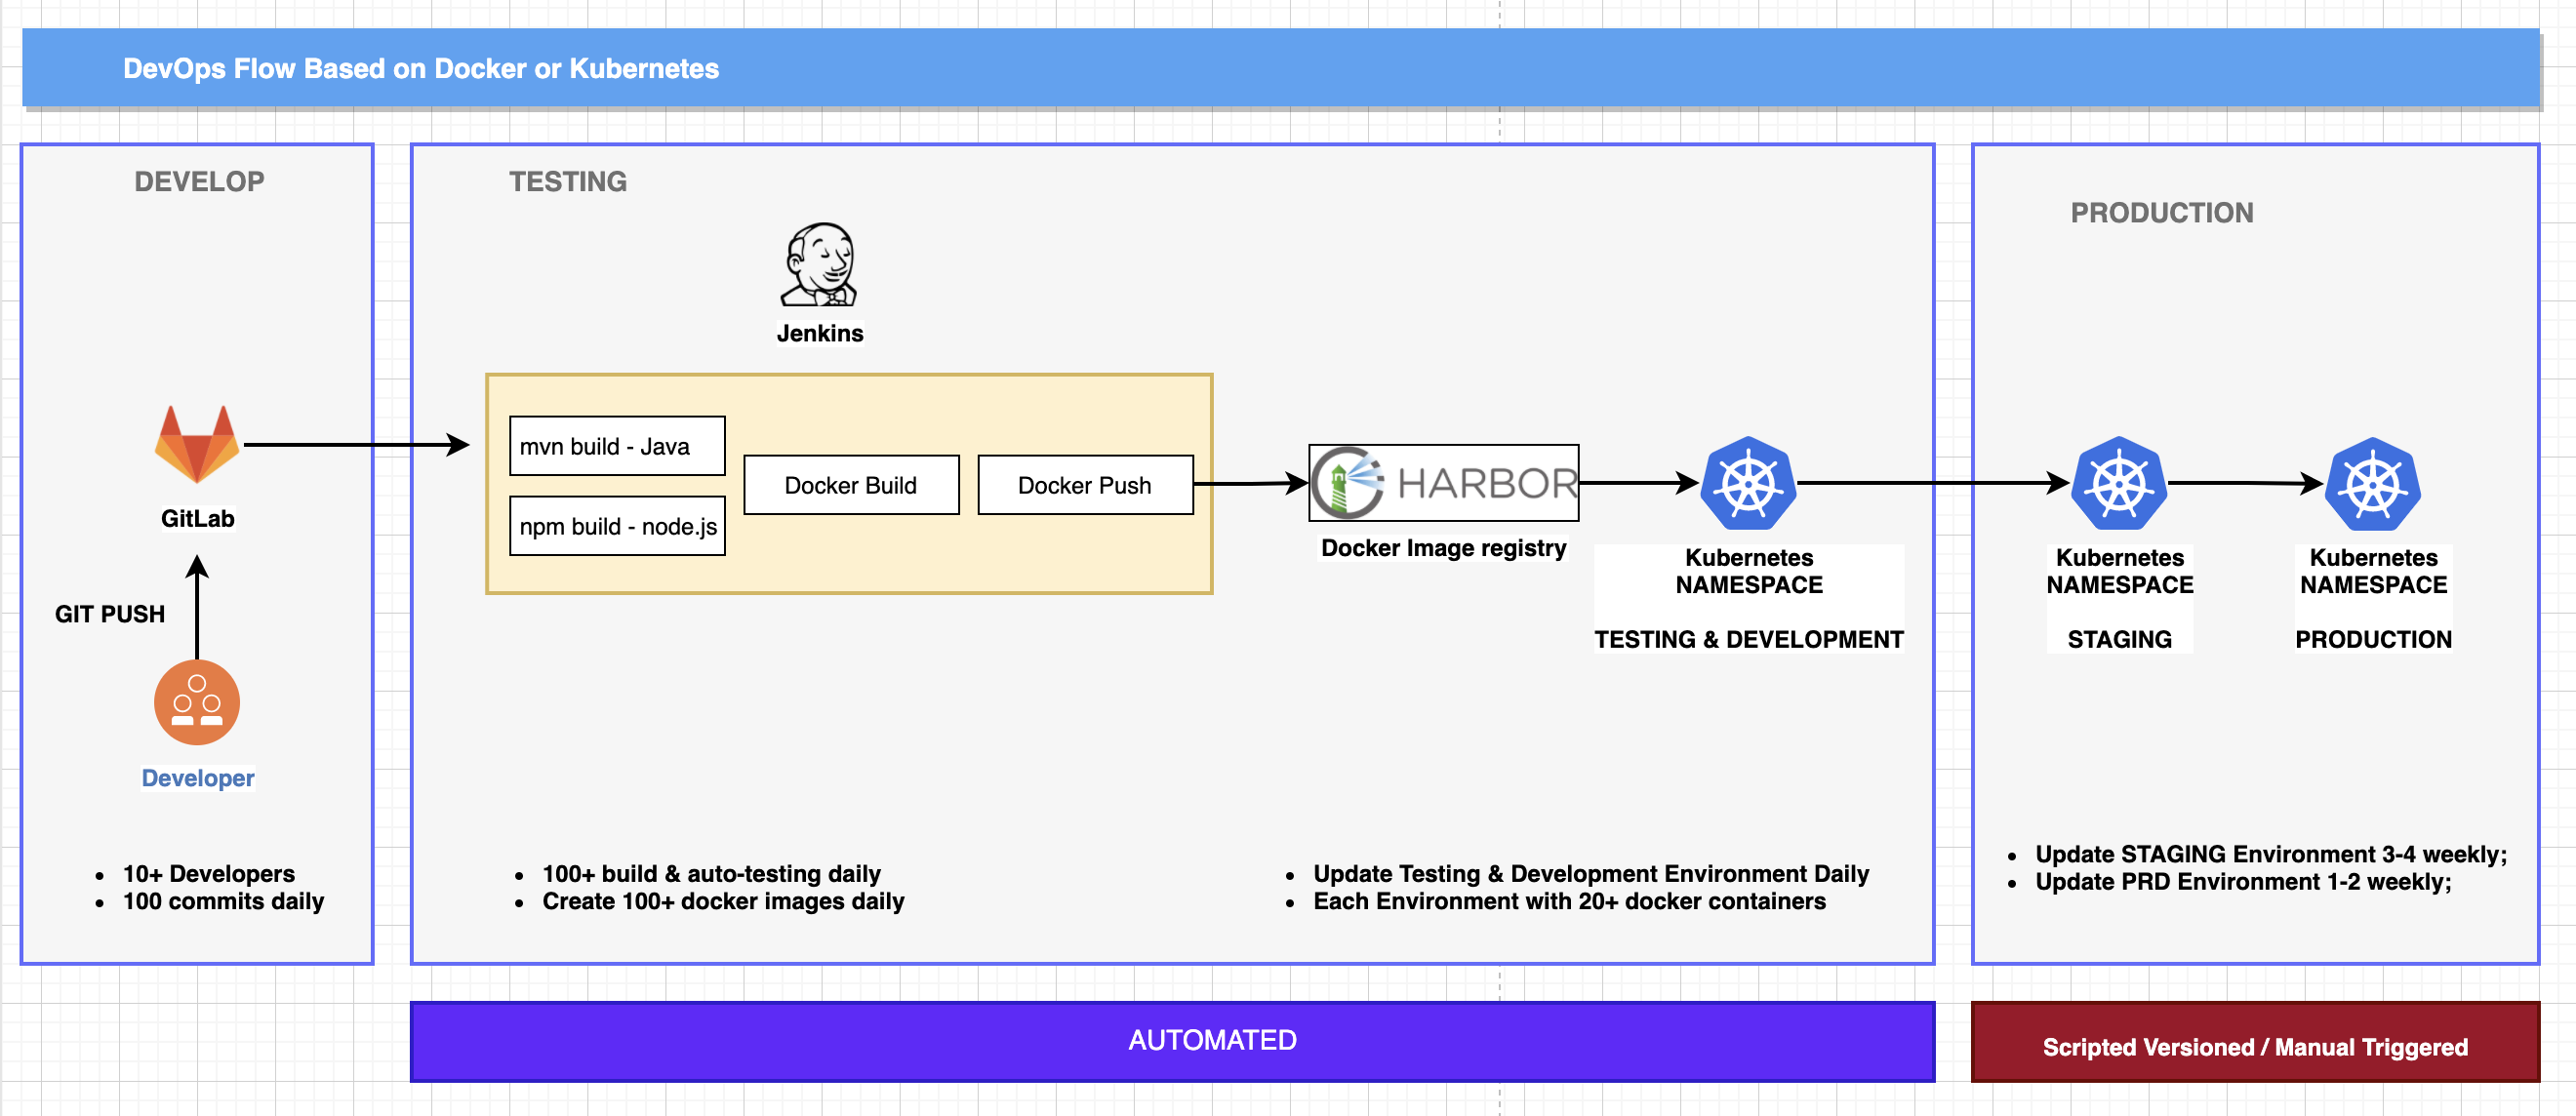 DevOps Flow Based on Docker or Kubernetes
DEVELOP
GitLab
GIT PUSH
Developer
10+ Developers
100 commits daily
TESTING
Jenkins
mvn build - Java
npm build - node.js
Docker Build
Docker Push
HARBOR
Docker Image registry
Kubernetes
NAMESPACE
TESTING & DEVELOPMENT
100+ build & auto-testing daily
Create 100+ docker images daily
Update Testing & Development Environment Daily
Each Environment with 20+ docker containers
PRODUCTION
Kubernetes
NAMESPACE
STAGING
Kubernetes
NAMESPACE
PRODUCTION
Update STAGING Environment 3-4 weekly;
Update PRD Environment 1-2 weekly;
AUTOMATED
Scripted Versioned / Manual Triggered